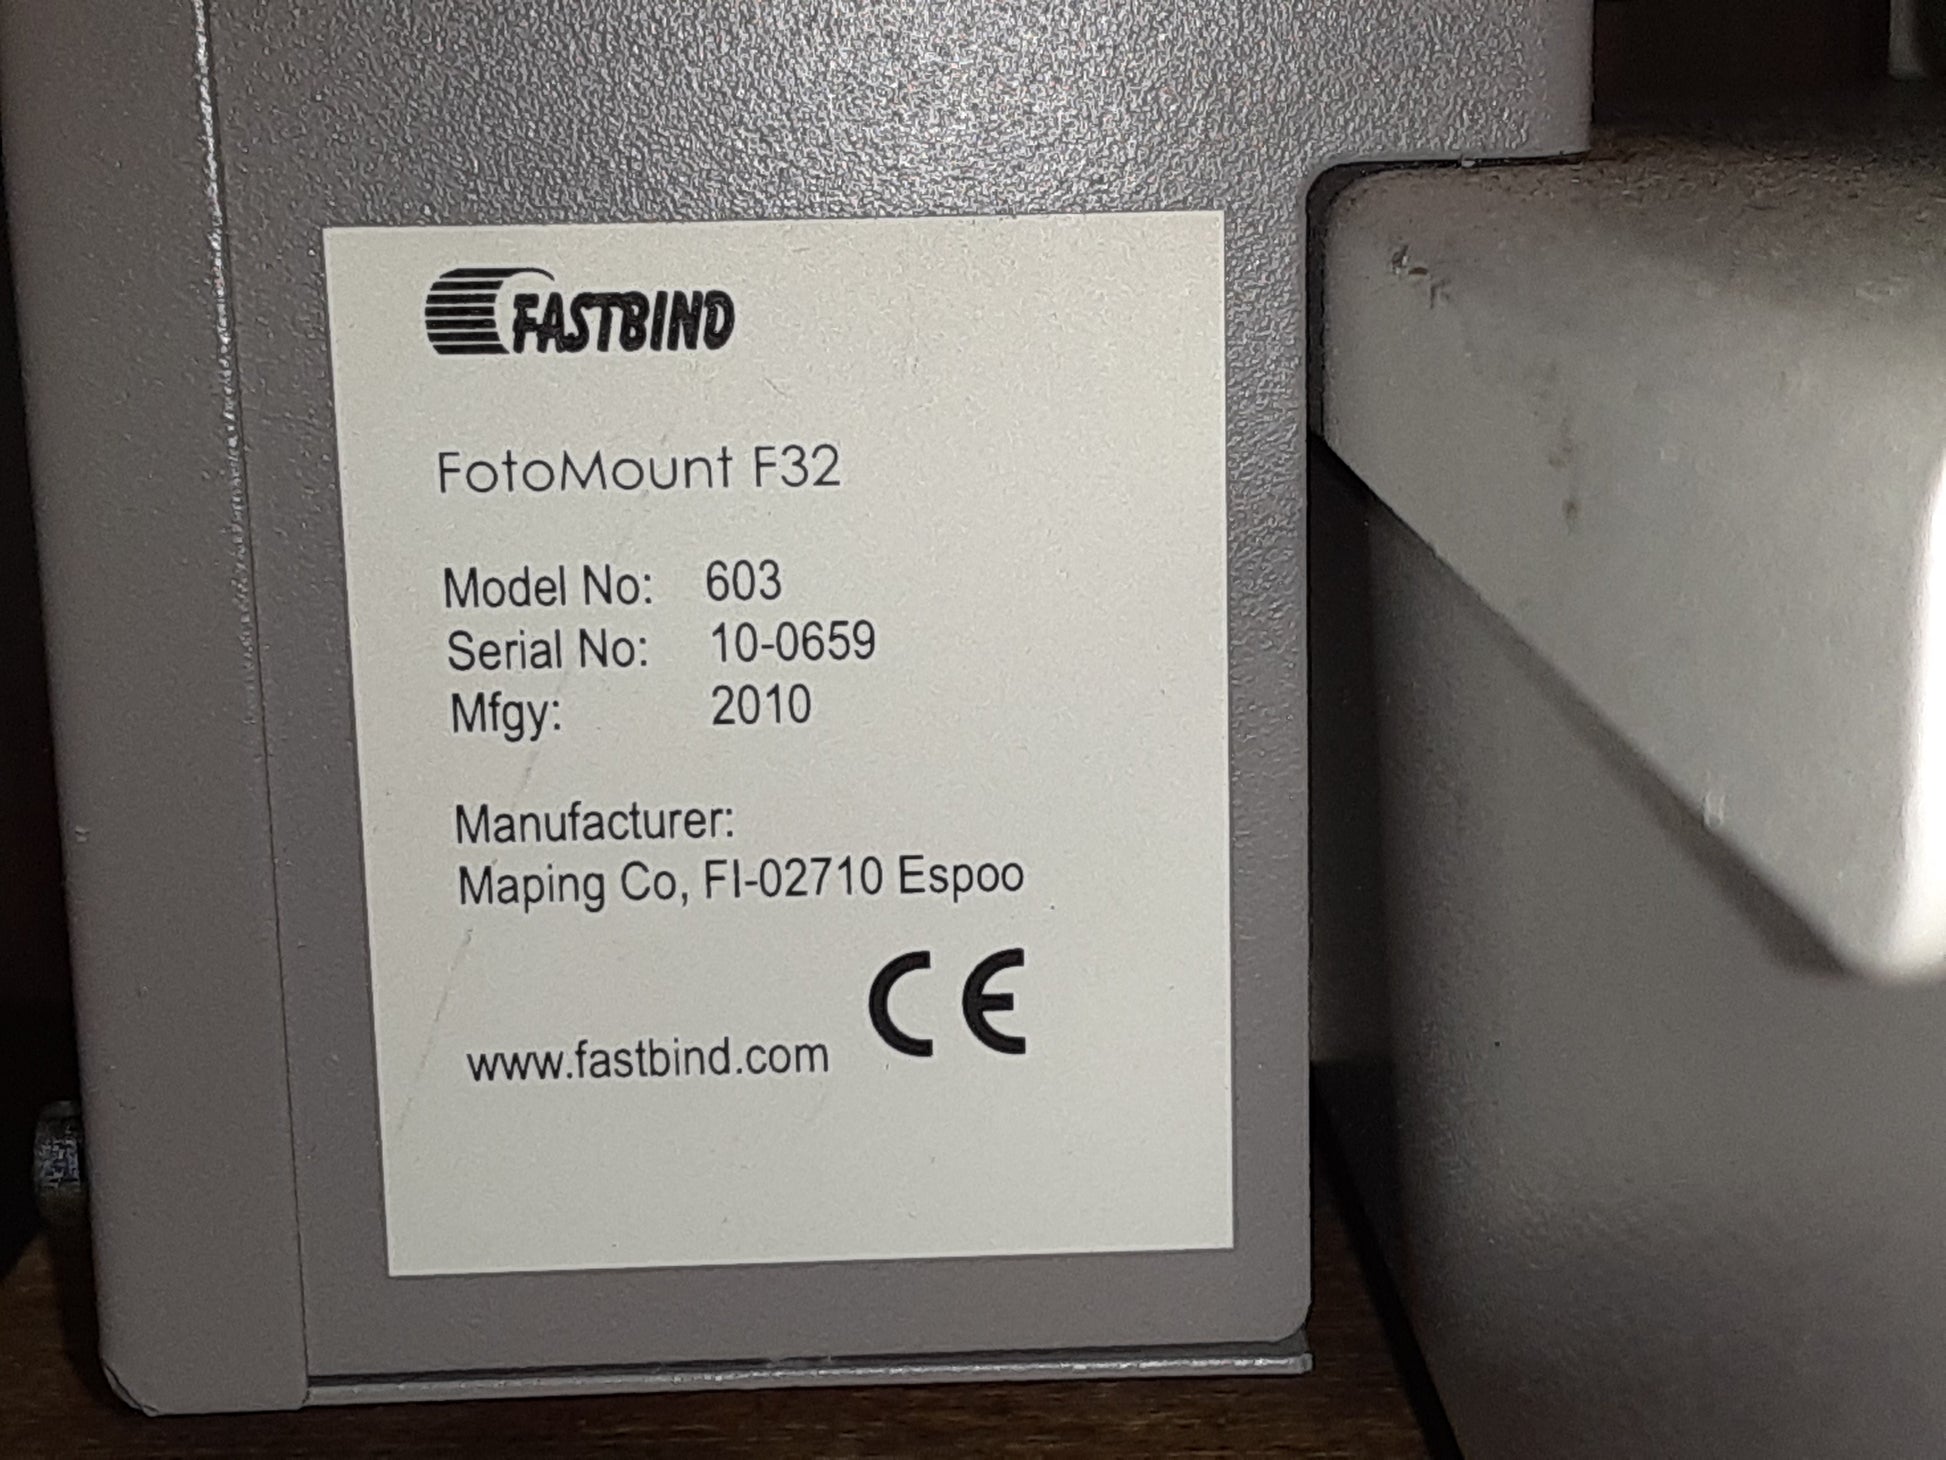 FASTBIND
FotoMount F32
Model No: 603
Serial No: 10-0659
Mfgy: 2010
Manufacturer:
Maping Co, FI-02710 Espoo
CE
www.fastbind.com